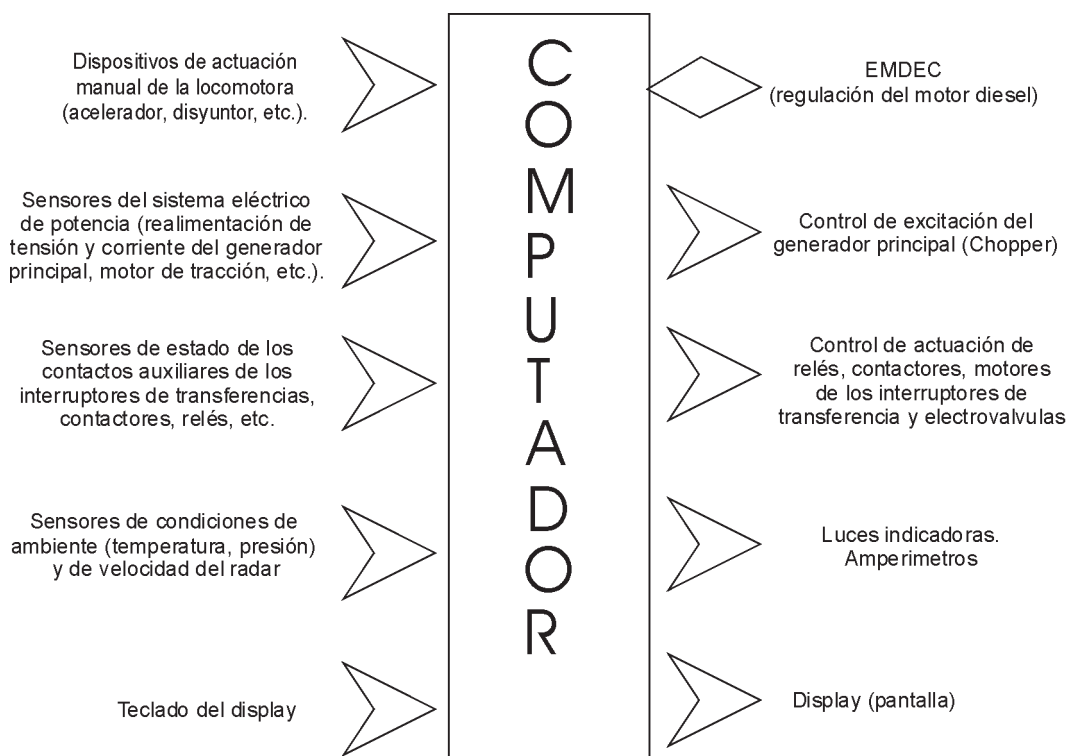 Dispositivos de actuación
manual de la locomotora
(acelerador, disyuntor, etc.).
Sensores del sistema eléctrico
de potencia (realimentación de
tensión y corriente del generador
principal, motor de tracción, etc.).
Sensores de estado de los
contactos auxiliares de los
interruptores de transferencias,
contactores, relés, etc.
Sensores de condiciones de
ambiente (temperatura, presión)
y de velocidad del radar
Teclado del display
COMPUTADOR
EMDEC
(regulación del motor diesel)
Control de excitación del
generador principal (Chopper)
Control de actuación de
relés, contactores, motores
de los interruptores de
transferencia y electrovalvulas
Luces indicadoras.
Amperimetros
Display (pantalla)